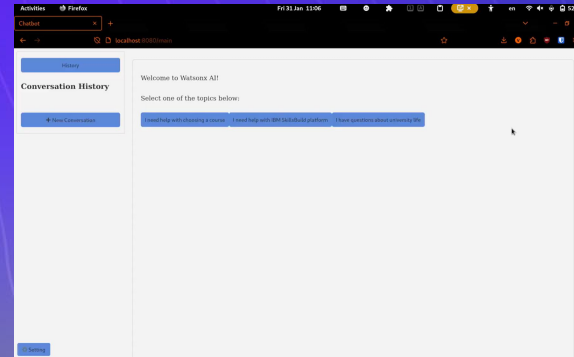 Activities Firefox Fri 31 Jan 11:06 en
Chatbot
localhost:8080/main
History
Conversation History
+ New Conversation
Welcome to Watsonx AI!
Select one of the topics below:
I need help with choosing a course I need help with IBM SkillsBuild platform I have questions about university life
Setting